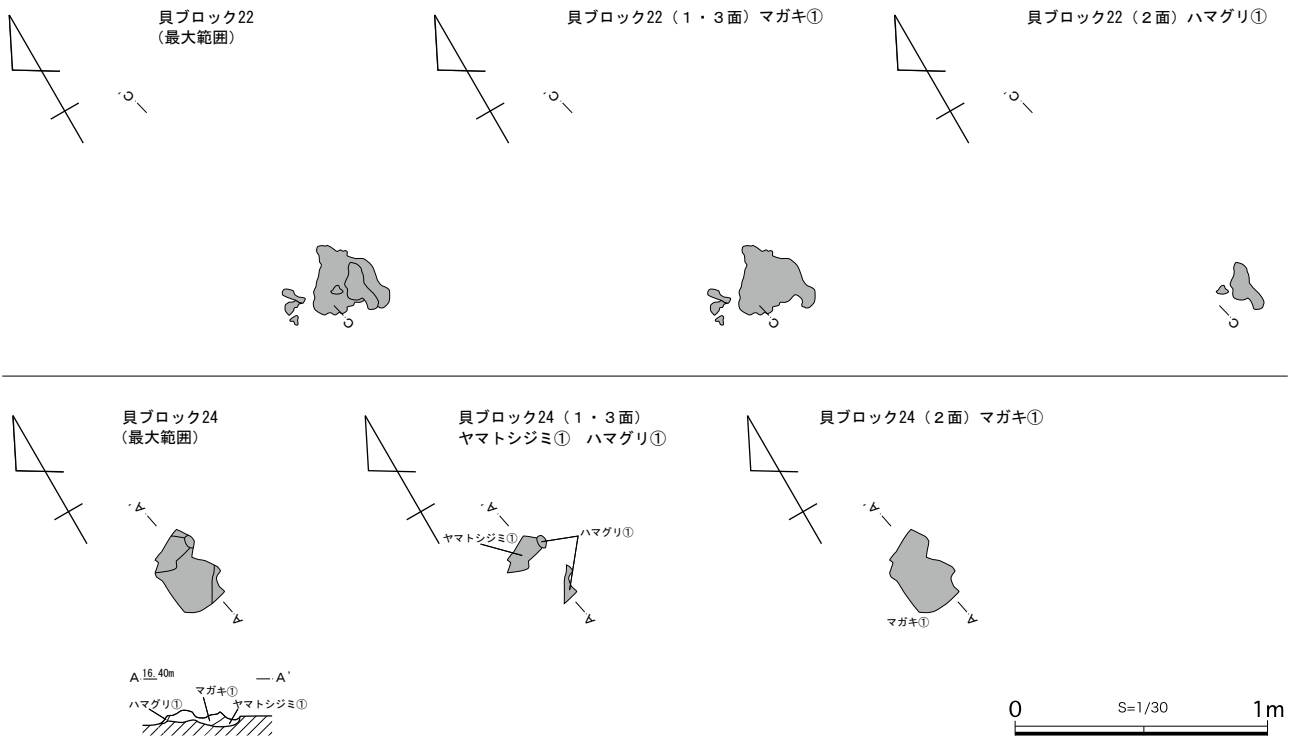 貝ブロック22
(最大範囲)
貝ブロック22（1・3面）マガキ①
貝ブロック22（2面）ハマグリ①
C'
C'
C'
C
C
C
貝ブロック24
(最大範囲)
貝ブロック24（1・3面）
ヤマトシジミ①　ハマグリ①
貝ブロック24（2面）マガキ①
A'
A'
A'
ヤマトシジミ①
ハマグリ①
A
A
A
マガキ①
A 16.40m
A'
マガキ①
ハマグリ①
ヤマトシジミ①
0
S=1/30
1m